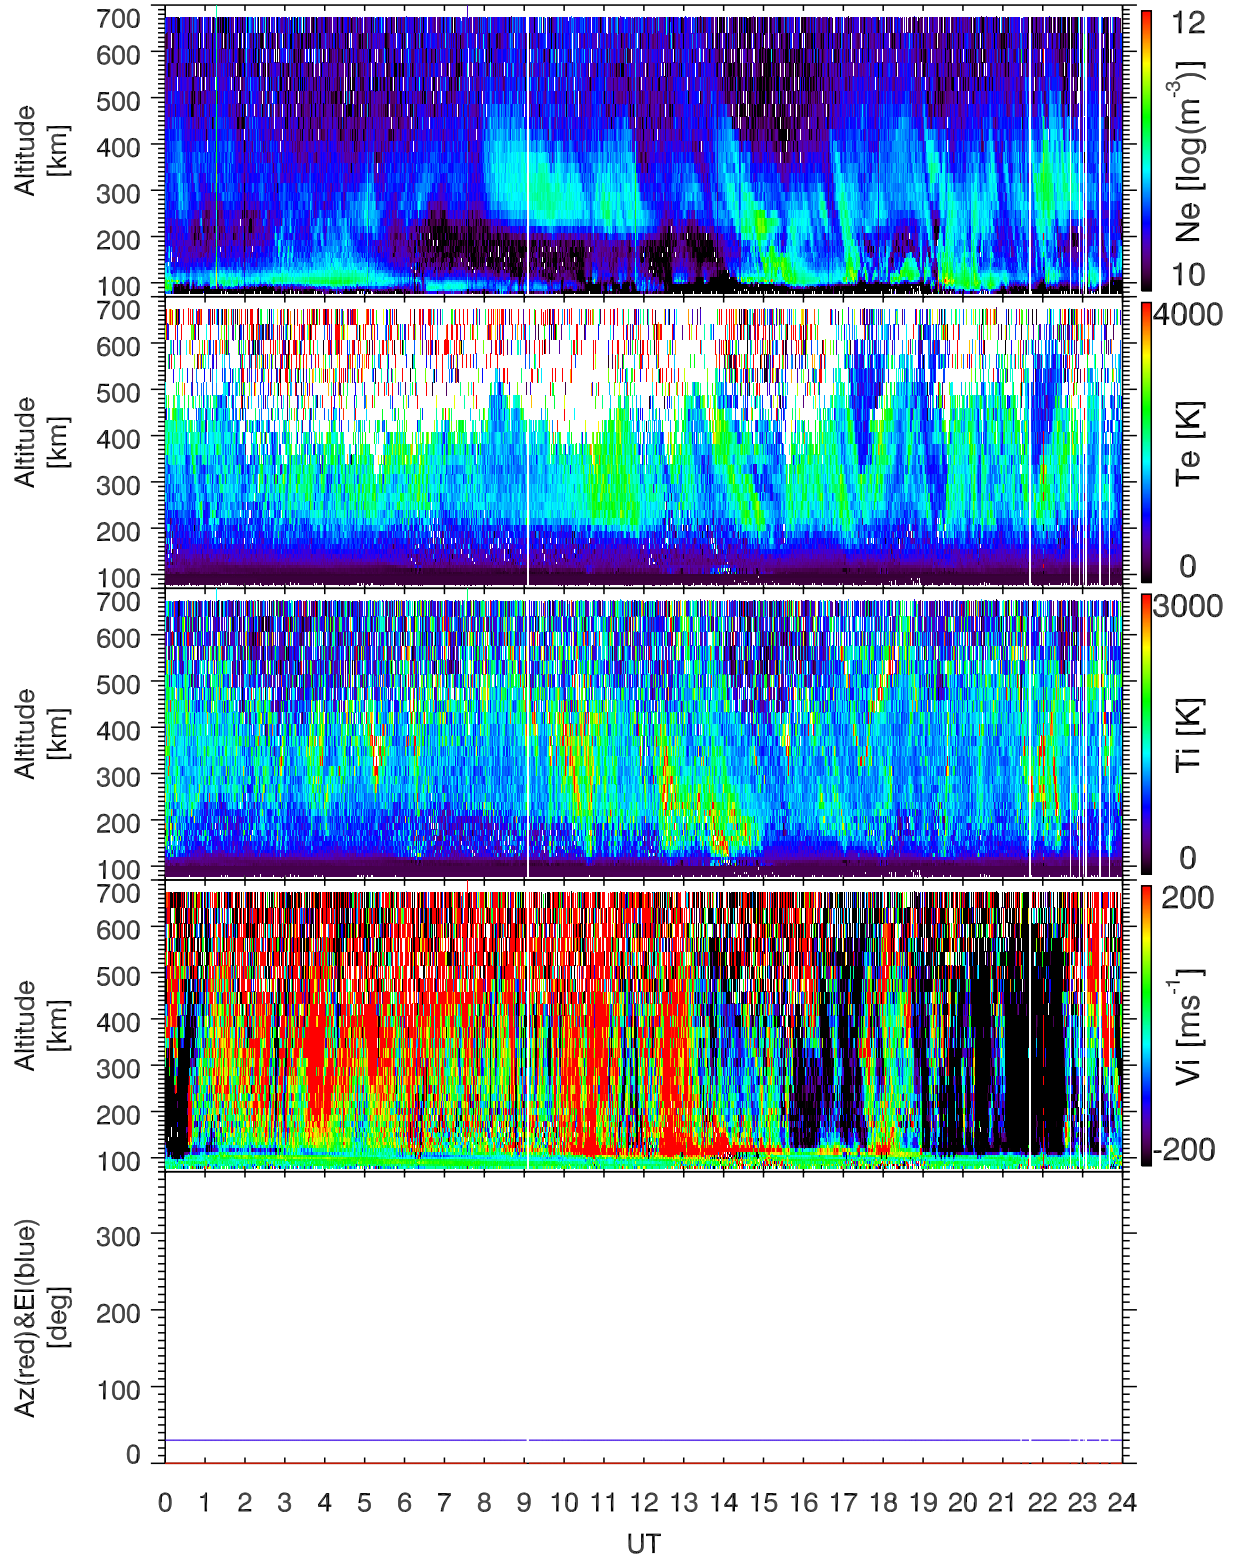 700
600
500
400
300
200
100
Altitude
[km]
12
10
Ne [log(m⁻³)]
700
600
500
400
300
200
100
Altitude
[km]
4000
0
Te [K]
700
600
500
400
300
200
100
Altitude
[km]
3000
0
Ti [K]
700
600
500
400
300
200
100
Altitude
[km]
200
-200
Vi [ms⁻¹]
300
200
100
0
Az(red)&El(blue)
[deg]
0 1 2 3 4 5 6 7 8 9 10 11 12 13 14 15 16 17 18 19 20 21 22 23 24
UT